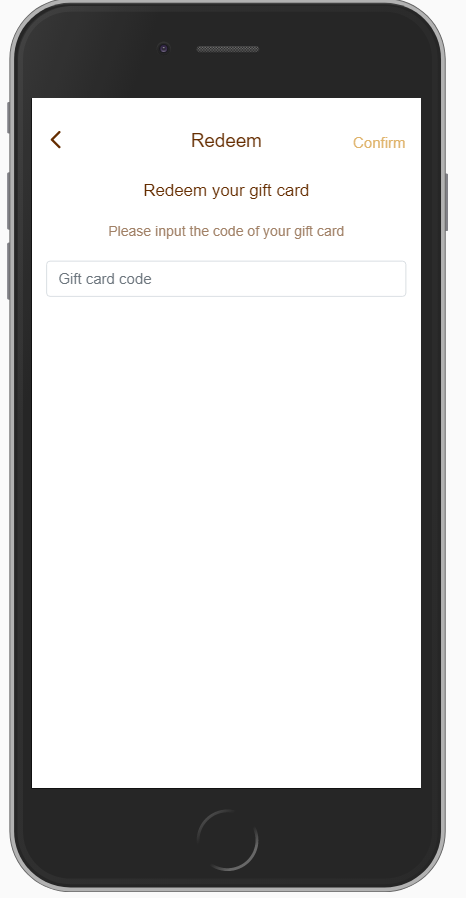 Redeem
Confirm
Redeem your gift card
Please input the code of your gift card
Gift card code